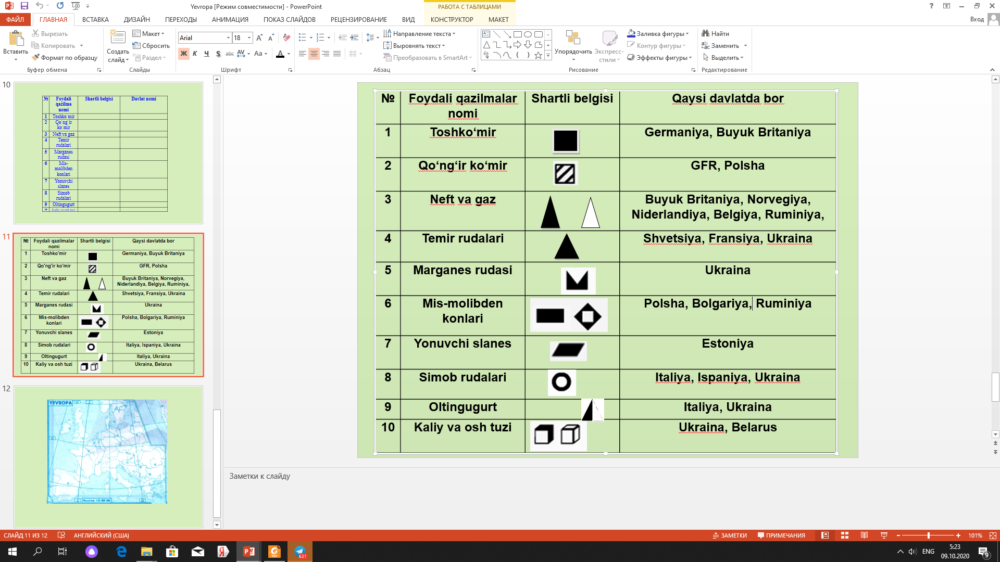 Yevropa [Режим совместимости] - PowerPoint
РАБОТА С ТАБЛИЦАМИ
ФАЙЛ ГЛАВНАЯ ВСТАВКА ДИЗАЙН ПЕРЕХОДЫ АНИМАЦИЯ ПОКАЗ СЛАЙДОВ РЕЦЕНЗИРОВАНИЕ ВИД КОНСТРУКТОР МАКЕТ Вход
Вставить
Вырезать
Копировать
Формат по образцу
Буфер обмена
Создать слайд
Макет
Сбросить
Раздел
Слайды
Arial 18
Ж К Ч S abc AV Aa A
Шрифт
Направление текста
Выровнять текст
Преобразовать в SmartArt
Абзац
Упорядочить
Экспресс-стили
Заливка фигуры
Контур фигуры
Эффекты фигуры
Рисование
Найти
Заменить
Выделить
Редактирование
10
№ Foydali qazilma nomi Shartli belgisi Davlat nomi
1 Toshko`mir
2 Qo`ng`ir ko`mir
3 Neft va gaz
4 Temir rudalari
5 Marganes rudasi
6 Mis-molibden konlari
7 Yonuvchi slanes
8 Simob rudalari
9 Oltingugurt
10 Kaliy va osh tuzi
11
№ Foydali qazilmalar nomi Shartli belgisi Qaysi davlatda bor
1 Toshko‘mir Germaniya, Buyuk Britaniya
2 Qo‘ng‘ir ko‘mir GFR, Polsha
3 Neft va gaz Buyuk Britaniya, Norvegiya, Niderlandiya, Belgiya, Ruminiya,
4 Temir rudalari Shvetsiya, Fransiya, Ukraina
5 Marganes rudasi Ukraina
6 Mis-molibden konlari Polsha, Bolgariya, Ruminiya
7 Yonuvchi slanes Estoniya
8 Simob rudalari Italiya, Ispaniya, Ukraina
9 Oltingugurt Italiya, Ukraina
10 Kaliy va osh tuzi Ukraina, Belarus
12
YEVROPA
№ Foydali qazilmalar Shartli belgisi Qaysi davlatda bor
nomi
1 Toshko‘mir Germaniya, Buyuk Britaniya
2 Qo‘ng‘ir ko‘mir GFR, Polsha
3 Neft va gaz Buyuk Britaniya, Norvegiya,
Niderlandiya, Belgiya, Ruminiya,
4 Temir rudalari Shvetsiya, Fransiya, Ukraina
5 Marganes rudasi Ukraina
6 Mis-molibden Polsha, Bolgariya, Ruminiya
konlari
7 Yonuvchi slanes Estoniya
8 Simob rudalari Italiya, Ispaniya, Ukraina
9 Oltingugurt Italiya, Ukraina
10 Kaliy va osh tuzi Ukraina, Belarus
Заметки к слайду
СЛАЙД 11 ИЗ 12 АНГЛИЙСКИЙ (США) ЗАМЕТКИ ПРИМЕЧАНИЯ 101%
621
ENG
5:23
09.10.2020
9